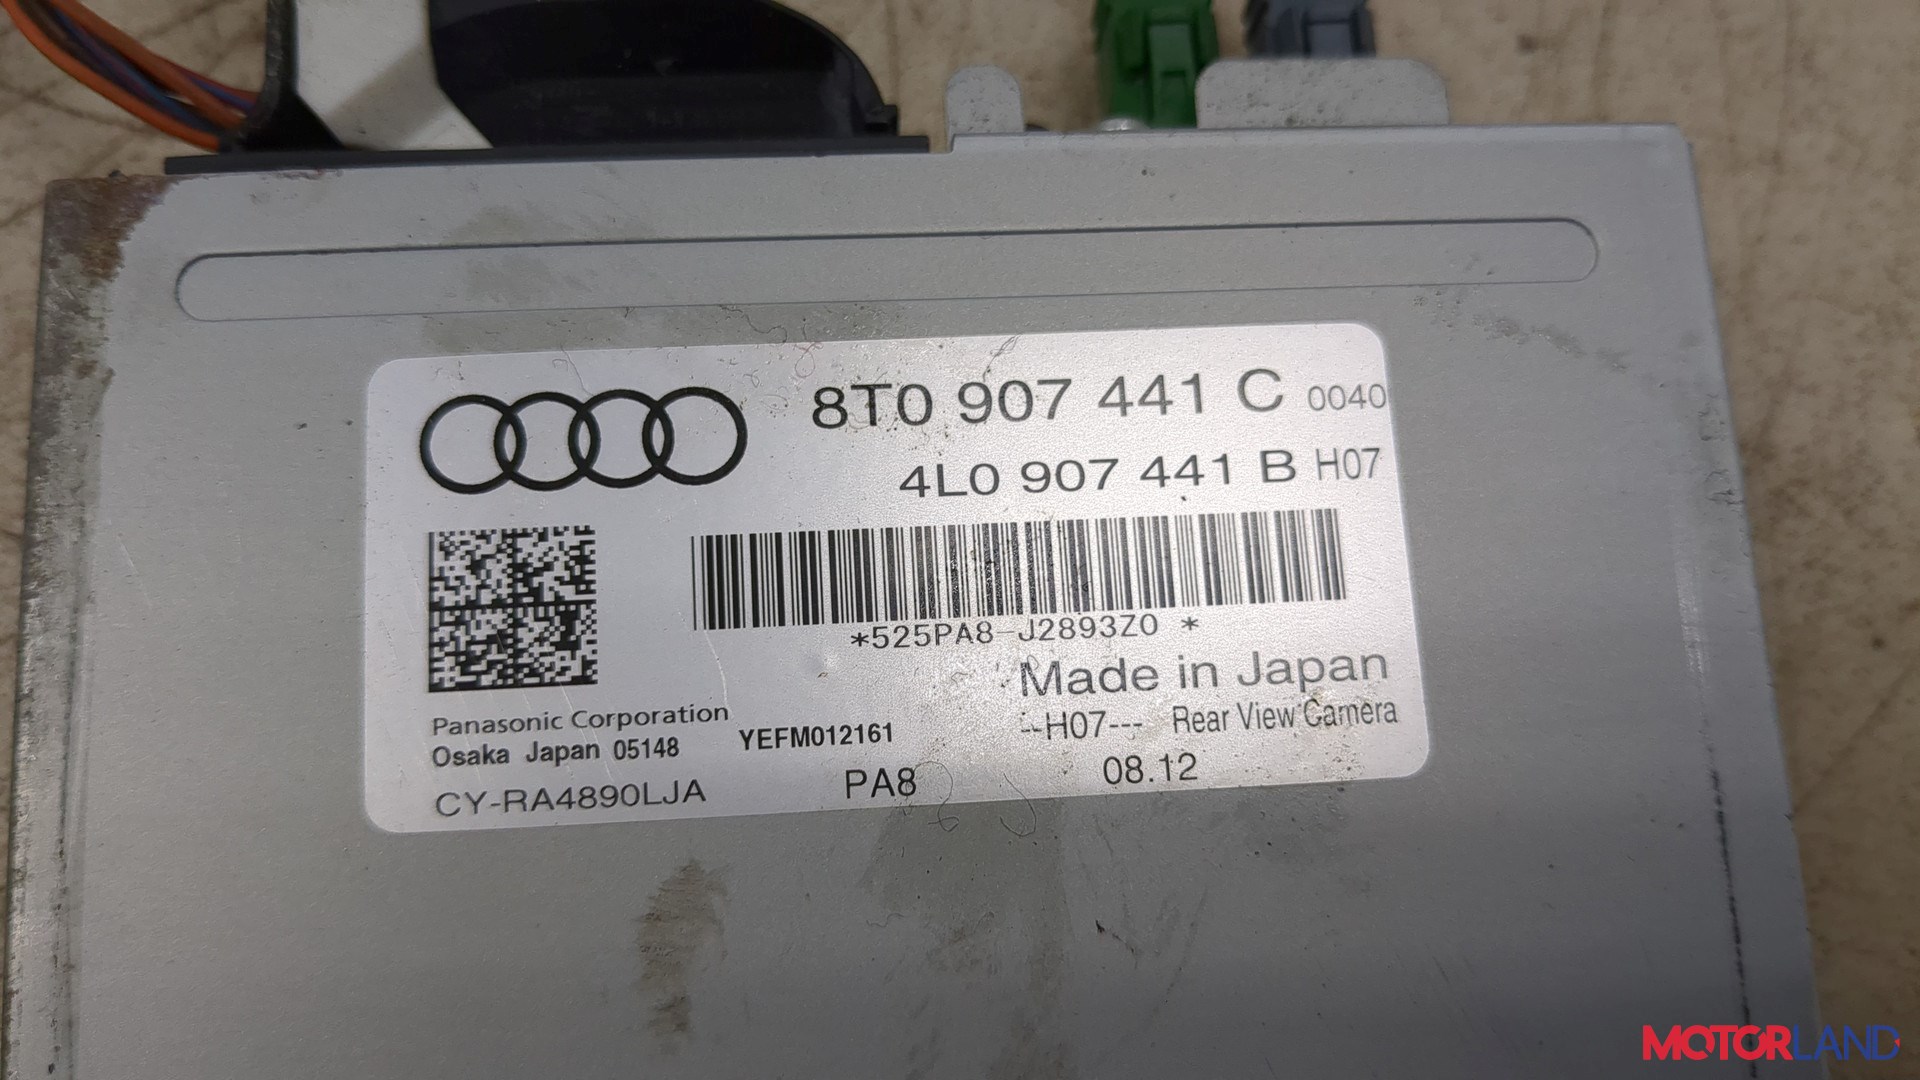 8T0 907 441 C 0040
4L0 907 441 B H07
*525PA8-J2893Z0 *
Made in Japan
Panasonic Corporation
Osaka Japan 05148
YEFM012161
--H07--- Rear View Camera
CY-RA4890LJA
PA8
08.12
MOTORLAND